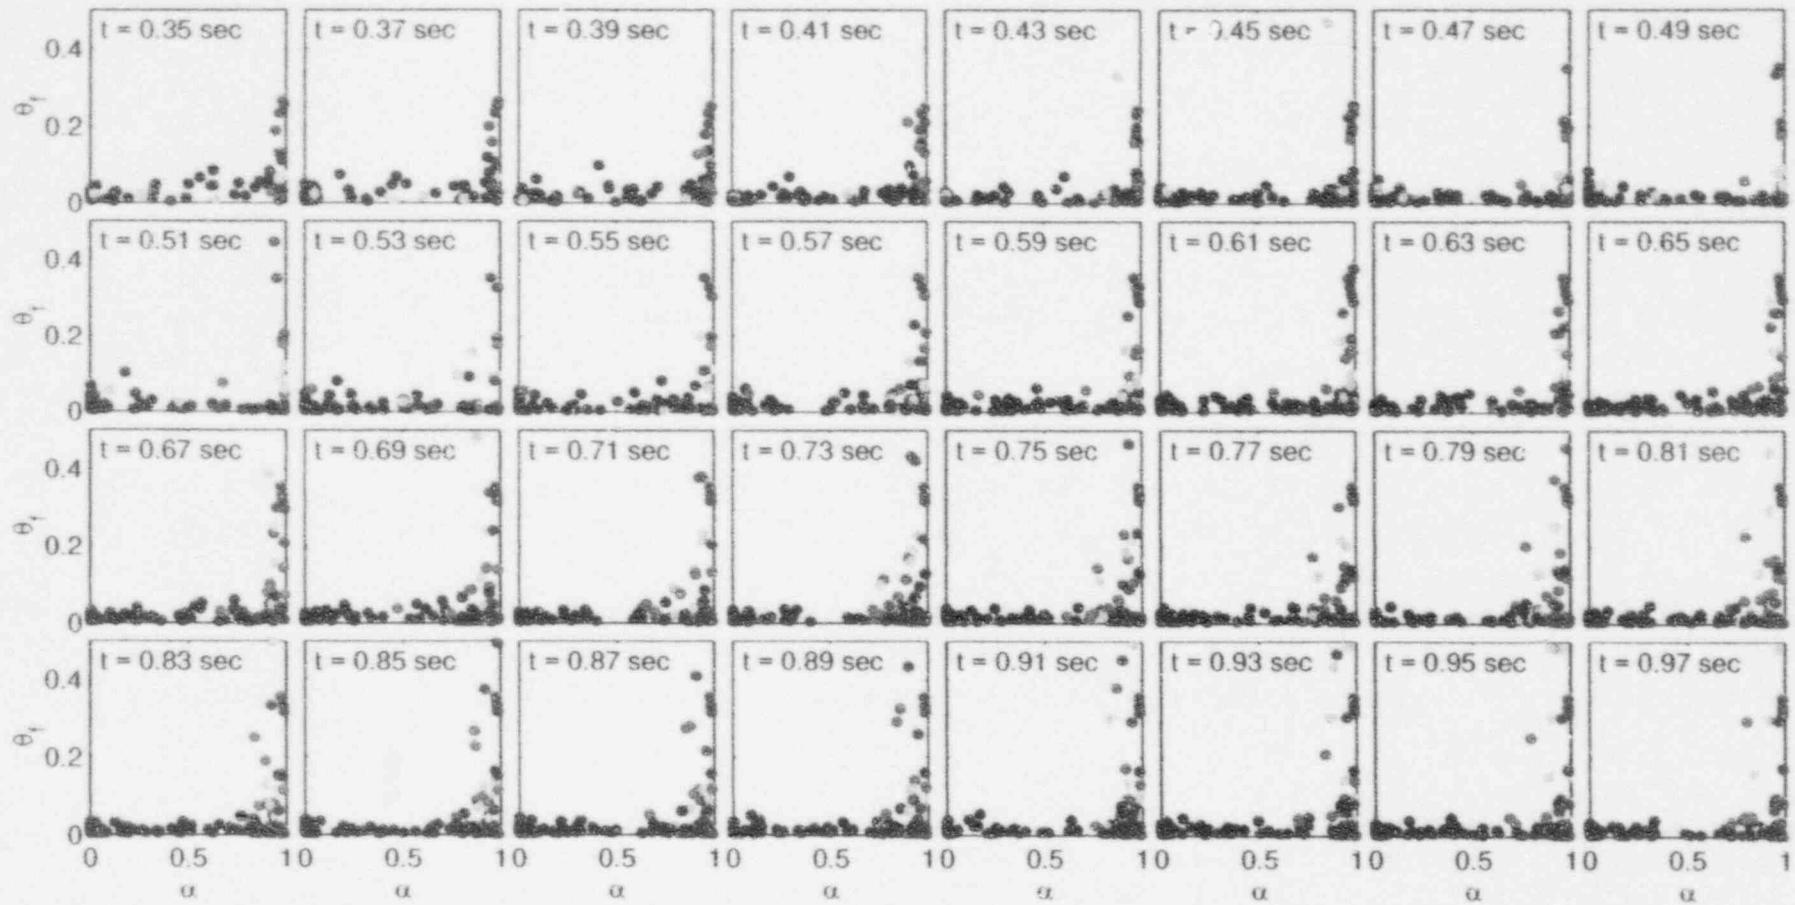 t = 0.35 sec t = 0.37 sec t = 0.39 sec t = 0.41 sec t = 0.43 sec t = 0.45 sec t = 0.47 sec t = 0.49 sec
0.4
θf
0.2
0
t = 0.51 sec t = 0.53 sec t = 0.55 sec t = 0.57 sec t = 0.59 sec t = 0.61 sec t = 0.63 sec t = 0.65 sec
0.4
θf
0.2
0
t = 0.67 sec t = 0.69 sec t = 0.71 sec t = 0.73 sec t = 0.75 sec t = 0.77 sec t = 0.79 sec t = 0.81 sec
0.4
θf
0.2
0
t = 0.83 sec t = 0.85 sec t = 0.87 sec t = 0.89 sec t = 0.91 sec t = 0.93 sec t = 0.95 sec t = 0.97 sec
0.4
θf
0.2
0
0 0.5 1 0 0.5 1 0 0.5 1 0 0.5 1 0 0.5 1 0 0.5 1 0 0.5 1 0 0.5 1
α α α α α α α α